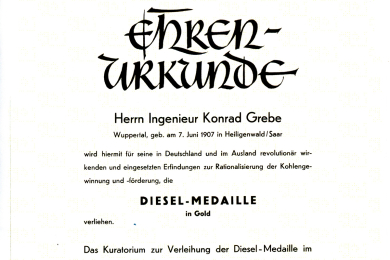 EHREN-
URKUNDE
Herrn Ingenieur Konrad Grebe
Wuppertal, geb. am 7. Juni 1907 in Heiligenwald/Saar
wird hiermit für seine in Deutschland und im Ausland revolutionär wir-
kenden und eingesetzten Erfindungen zur Rationalisierung der Kohlenge-
winnung und -förderung, die
DIESEL-MEDAILLE
in Gold
verliehen.
Das Kuratorium zur Verleihung der Diesel-Medaille im